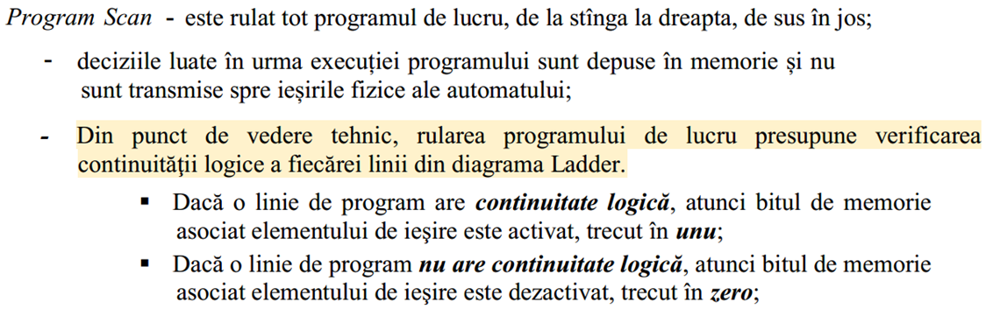 Program Scan - este rulat tot programul de lucru, de la stînga la dreapta, de sus în jos;
- deciziile luate în urma execuției programului sunt depuse în memorie și nu
sunt transmise spre ieșirile fizice ale automatului;
- Din punct de vedere tehnic, rularea programului de lucru presupune verificarea
continuităţii logice a fiecărei linii din diagrama Ladder.
▪ Dacă o linie de program are continuitate logică, atunci bitul de memorie
asociat elementului de ieşire este activat, trecut în unu;
▪ Dacă o linie de program nu are continuitate logică, atunci bitul de memorie
asociat elementului de ieşire este dezactivat, trecut în zero;